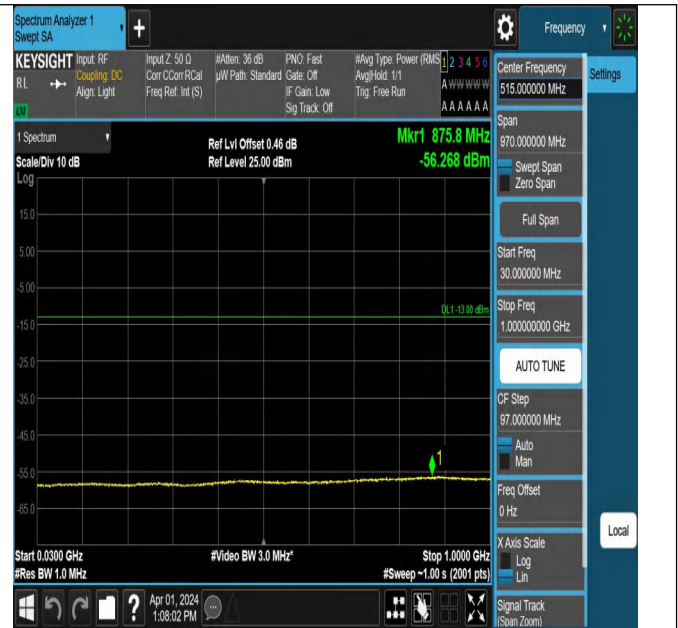 Spectrum Analyzer 1
Swept SA
+
Frequency
KEYSIGHT
RL
LXI
Input: RF
Coupling: DC
Align: Light
Input Z: 50 Ω
Corr CCorr RCal
Freq Ref: Int (S)
#Atten: 36 dB
µW Path: Standard
PNO: Fast
Gate: Off
IF Gain: Low
Sig Track: Off
#Avg Type: Power (RMS
Avg|Hold: 1/1
Trig: Free Run
1 2 3 4 5 6
A W W W W W
A A A A A A
1 Spectrum
Scale/Div 10 dB
Log
Ref Lvl Offset 0.46 dB
Ref Level 25.00 dBm
Mkr1 875.8 MHz
-56.268 dBm
15.0
5.00
-5.00
DL1 -13.00 dBm
-15.0
-25.0
-35.0
-45.0
1
-55.0
-65.0
Start 0.0300 GHz
#Res BW 1.0 MHz
#Video BW 3.0 MHz*
Stop 1.0000 GHz
#Sweep ~1.00 s (2001 pts)
?
Apr 01, 2024
1:08:02 PM
Center Frequency
515.000000 MHz
Settings
Span
970.000000 MHz
Swept Span
Zero Span
Full Span
Start Freq
30.000000 MHz
Stop Freq
1.000000000 GHz
AUTO TUNE
CF Step
97.000000 MHz
Auto
Man
Freq Offset
0 Hz
Local
X Axis Scale
Log
Lin
Signal Track
(Span Zoom)